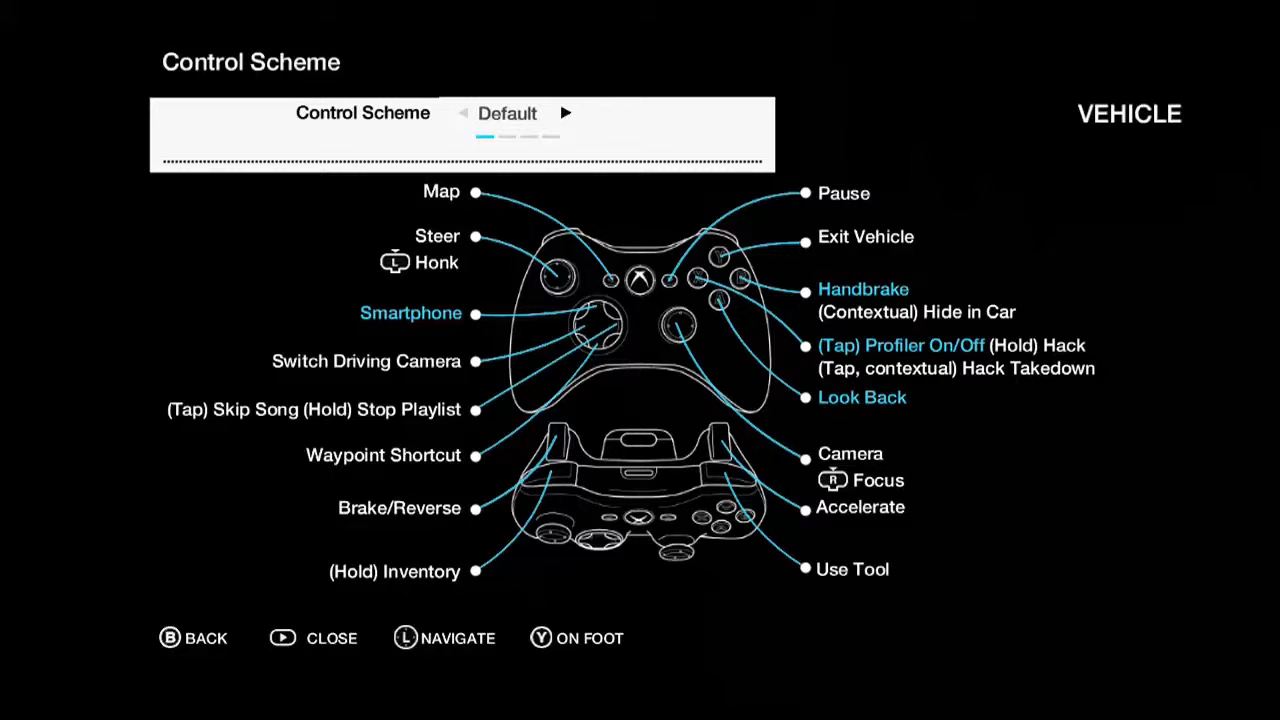 Control Scheme
Control Scheme Default
VEHICLE
Map
Steer
L Honk
Smartphone
Switch Driving Camera
(Tap) Skip Song (Hold) Stop Playlist
Waypoint Shortcut
Brake/Reverse
(Hold) Inventory
Pause
Exit Vehicle
Handbrake
(Contextual) Hide in Car
(Tap) Profiler On/Off (Hold) Hack
(Tap, contextual) Hack Takedown
Look Back
Camera
R Focus
Accelerate
Use Tool
B BACK CLOSE L NAVIGATE Y ON FOOT